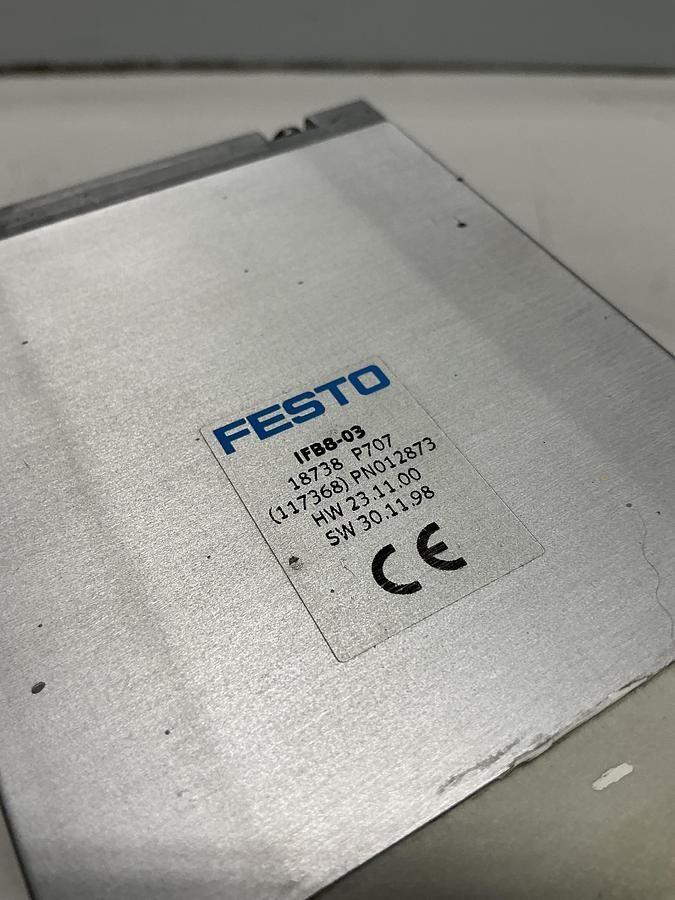 FESTO
IFB8-03
18738 P707
(117368) PN012873
HW 23.11.00
SW 30.11.98
CE